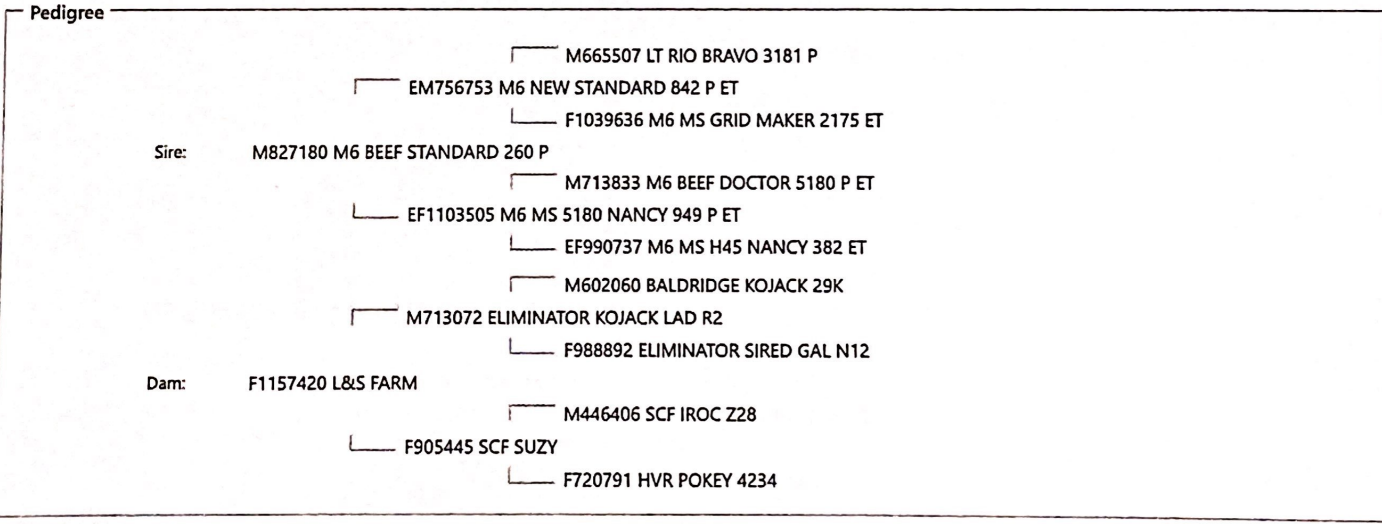 Pedigree
M665507 LT RIO BRAVO 3181 P
EM756753 M6 NEW STANDARD 842 P ET
F1039636 M6 MS GRID MAKER 2175 ET
Sire: M827180 M6 BEEF STANDARD 260 P
M713833 M6 BEEF DOCTOR 5180 P ET
EF1103505 M6 MS 5180 NANCY 949 P ET
EF990737 M6 MS H45 NANCY 382 ET
M602060 BALDRIDGE KOJACK 29K
M713072 ELIMINATOR KOJACK LAD R2
F988892 ELIMINATOR SIRED GAL N12
Dam: F1157420 L&S FARM
M446406 SCF IROC Z28
F905445 SCF SUZY
F720791 HVR POKEY 4234